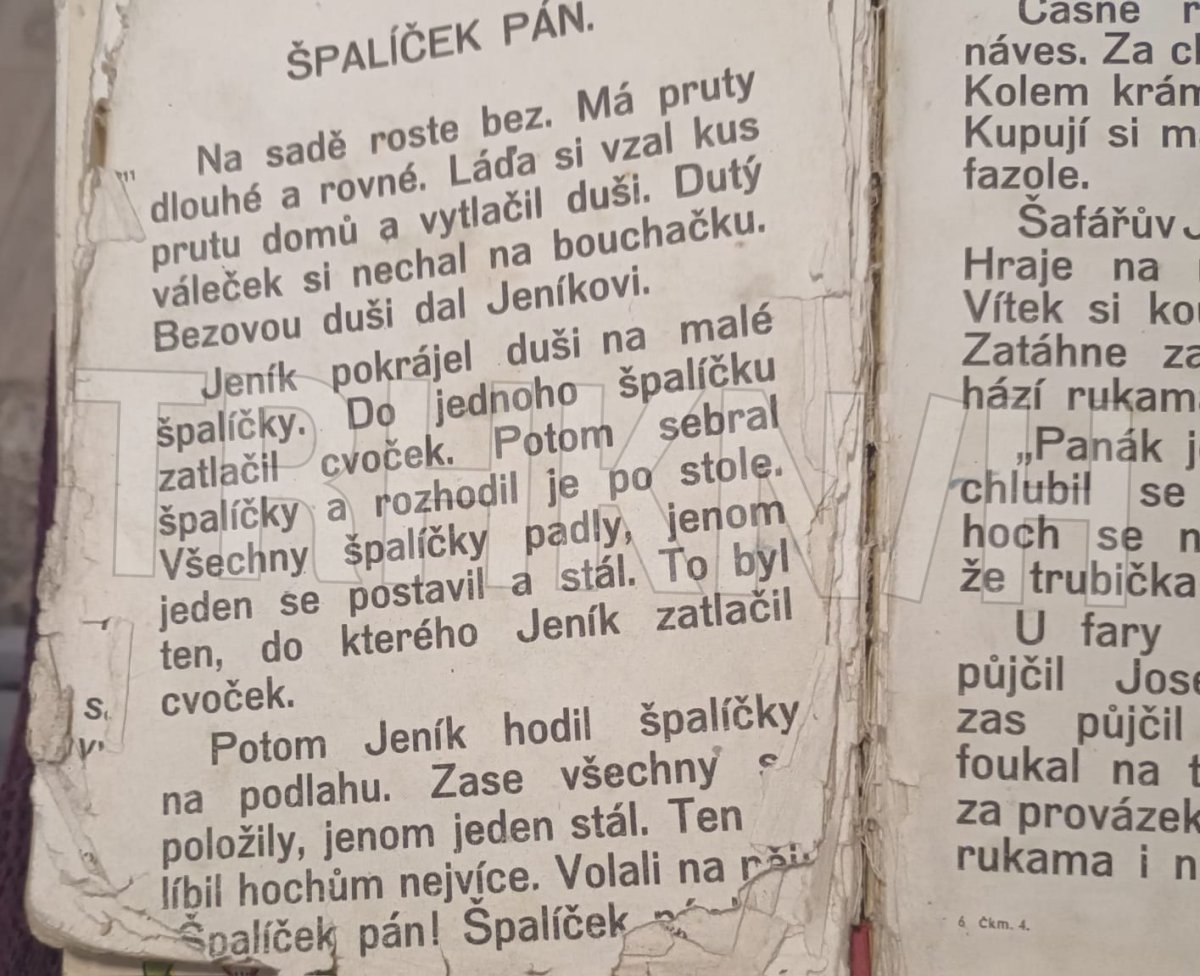 ŠPALÍČEK PÁN.
Na sadě roste bez. Má pruty
dlouhé a rovné. Láďa si vzal kus
prutu domů a vytlačil duši. Dutý
váleček si nechal na bouchačku.
Bezovou duši dal Jeníkovi.
Jeník pokrájel duši na malé
špalíčky. Do jednoho špalíčku
zatlačil cvoček. Potom sebral
špalíčky a rozhodil je po stole.
Všechny špalíčky padly, jenom
jeden se postavil a stál. To byl
ten, do kterého Jeník zatlačil
cvoček.
Potom Jeník hodil špalíčky
na podlahu. Zase všechny
položily, jenom jeden stál. Ten
líbil hochům nejvíce. Volali na
Špalíček pán! Špalíček
Časně
náves. Za
Kolem
Kupují si
fazole.
Šafářův
Hraje na
Vítek si
Zatáhne
hází
„Panák
chlubil se
hoch se
že trubička
U fary
půjčil
zas půjčil
foukal na
za provázek
rukama i
6 Čkm. 4.
TRHKNIH